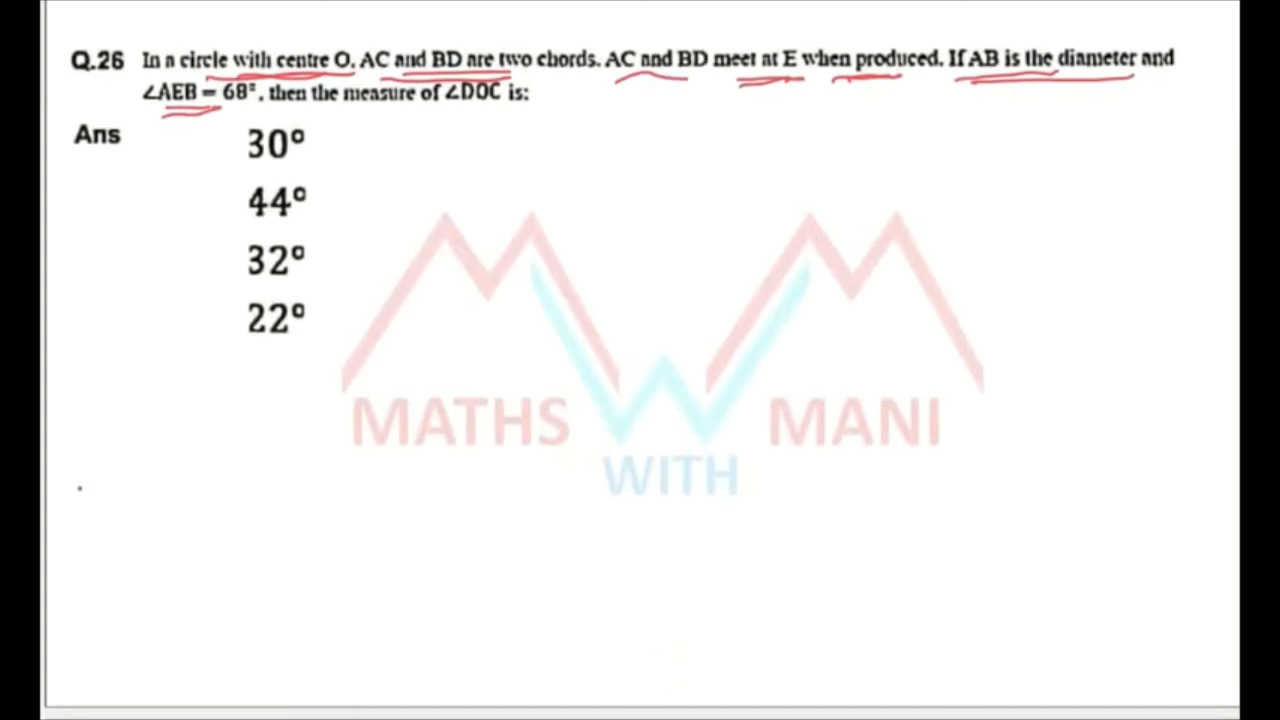 Q.26 In a circle with centre O, AC and BD are two chords. AC and BD meet at E when produced. If AB is the diameter and
∠AEB = 68°, then the measure of ∠DOC is:
Ans
30°
44°
32°
22°
MATHS MANI
WITH